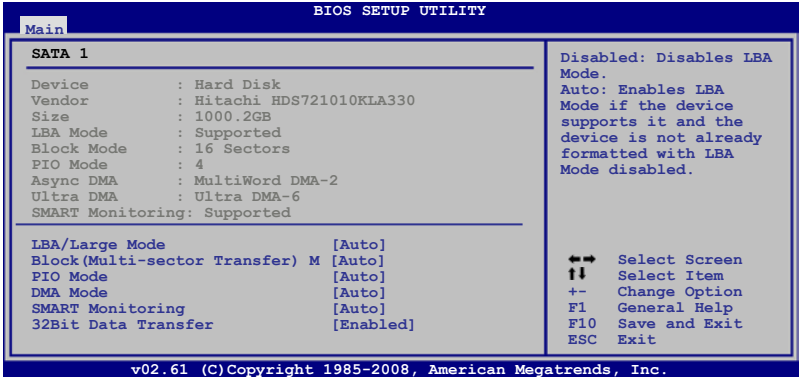 BIOS SETUP UTILITY
Main
SATA 1
Device : Hard Disk
Vendor : Hitachi HDS721010KLA330
Size : 1000.2GB
LBA Mode : Supported
Block Mode : 16 Sectors
PIO Mode : 4
Async DMA : MultiWord DMA-2
Ultra DMA : Ultra DMA-6
SMART Monitoring: Supported
LBA/Large Mode [Auto]
Block(Multi-sector Transfer) M [Auto]
PIO Mode [Auto]
DMA Mode [Auto]
SMART Monitoring [Auto]
32Bit Data Transfer [Enabled]
Disabled: Disables LBA
Mode.
Auto: Enables LBA
Mode if the device
supports it and the
device is not already
formatted with LBA
Mode disabled.
←→ Select Screen
↑↓ Select Item
+- Change Option
F1 General Help
F10 Save and Exit
ESC Exit
v02.61 (C)Copyright 1985-2008, American Megatrends, Inc.